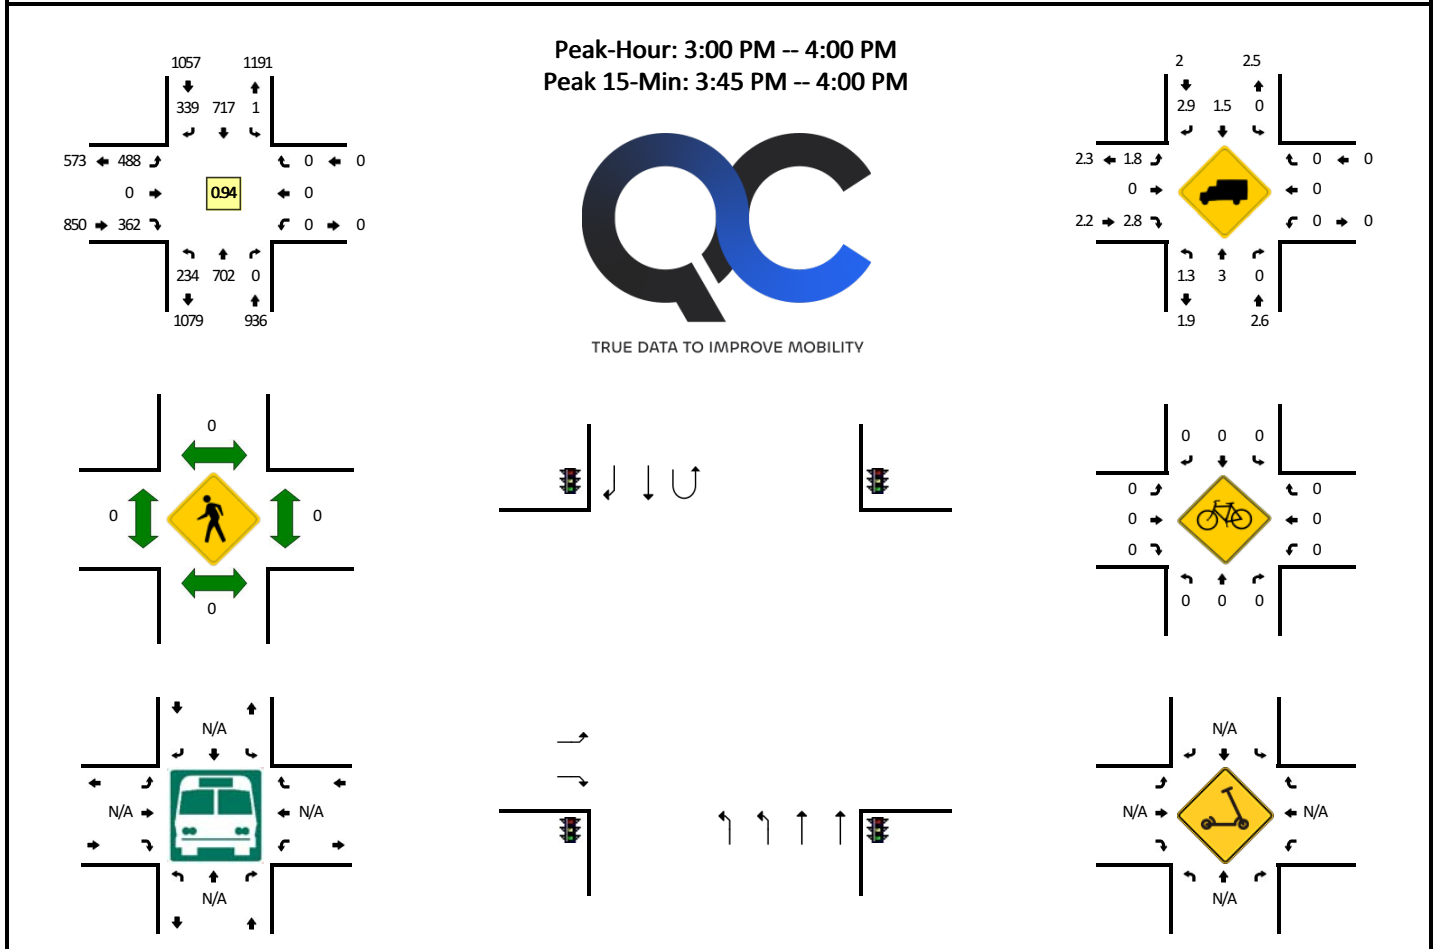 Peak-Hour: 3:00 PM -- 4:00 PM
Peak 15-Min: 3:45 PM -- 4:00 PM
1057 1191
339 717 1
573 488 0 0
0 0.94 0
850 362 0 0
234 702 0
1079 936
QC
TRUE DATA TO IMPROVE MOBILITY
2 2.5
2.9 1.5 0
2.3 1.8 0 0
0 0
2.2 2.8 0 0
1.3 3 0
1.9 2.6
0
0 0
0
0 0 0
0 0
0 0
0 0
0 0 0
N/A
N/A N/A
N/A
N/A
N/A N/A
N/A